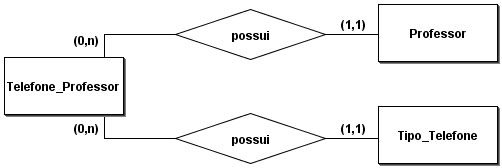 (0,n)
possui
(1,1)
Professor
Telefone_Professor
(0,n)
possui
(1,1)
Tipo_Telefone